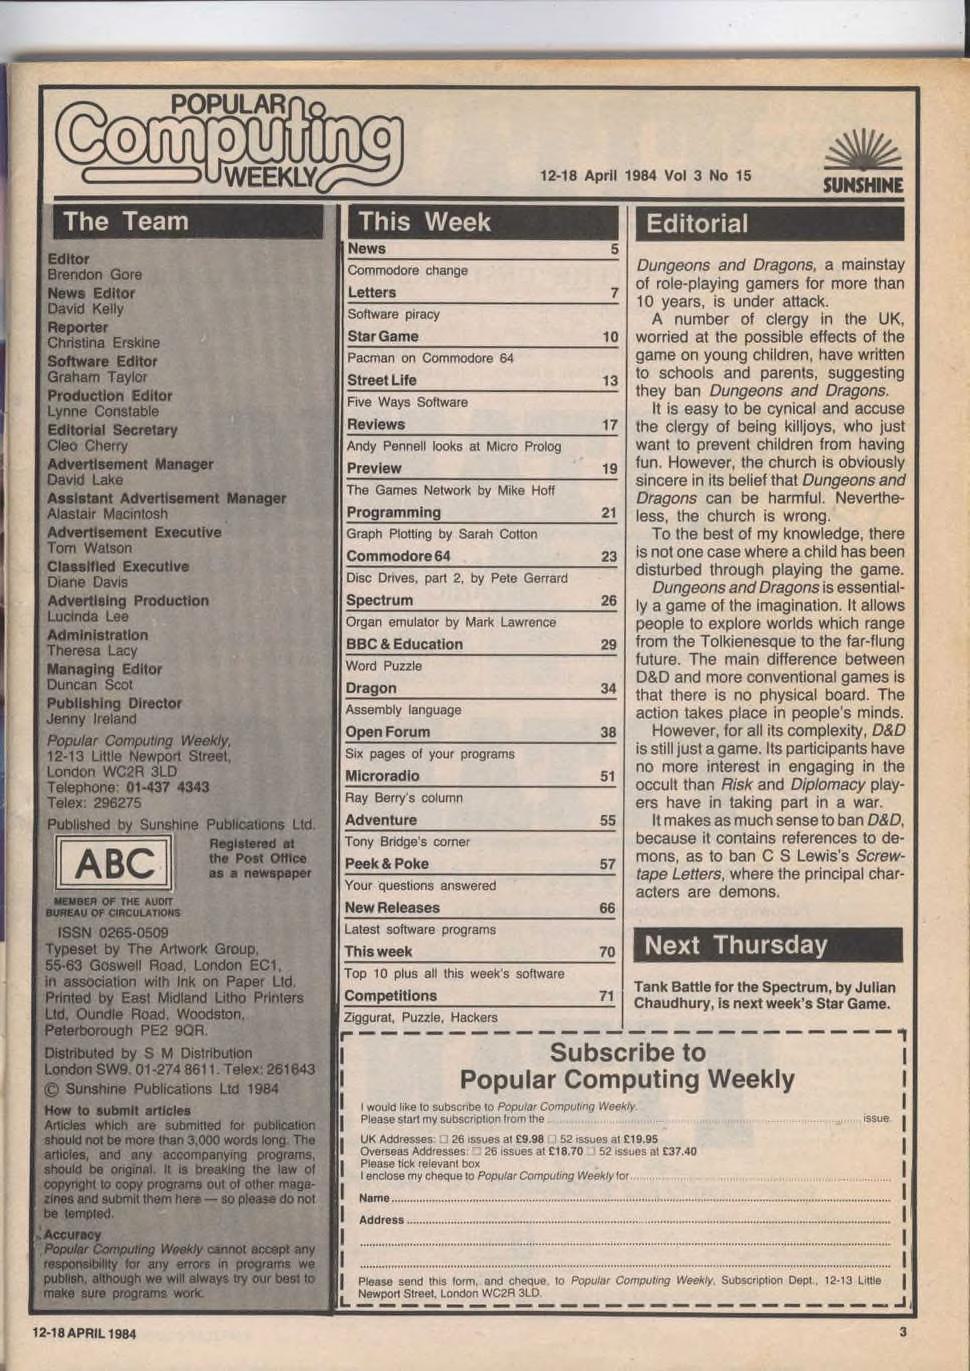 POPULAR
Computing
WEEKLY
12-18 April 1984 Vol 3 No 15
SUNSHINE
The Team
Editor
Brendon Gore
News Editor
David Kelly
Reporter
Christina Erskine
Software Editor
Graham Taylor
Production Editor
Lynne Constable
Editorial Secretary
Cleo Cherry
Advertisement Manager
David Lake
Assistant Advertisement Manager
Alastair Macintosh
Advertisement Executive
Tom Watson
Classified Executive
Diane Davis
Advertising Production
Lucinda Lee
Administration
Theresa Lacy
Managing Editor
Duncan Scot
Publishing Director
Jenny Ireland
Popular Computing Weekly,
12-13 Little Newport Street,
London WC2R 3LD
Telephone: 01-437 4343
Telex: 296275
Published by Sunshine Publications Ltd.
ABC
Registered at
the Post Office
as a newspaper
MEMBER OF THE AUDIT
BUREAU OF CIRCULATIONS
ISSN 0265-0509
Typeset by The Artwork Group,
55-63 Goswell Road, London EC1,
in association with Ink on Paper Ltd.
Printed by East Midland Litho Printers
Ltd, Oundle Road, Woodston,
Peterborough PE2 9QR.
Distributed by S M Distribution
London SW9. 01-274 8611. Telex: 261643
© Sunshine Publications Ltd 1984
How to submit articles
Articles which are submitted for publication
should not be more than 3,000 words long. The
articles, and any accompanying programs,
should be original. It is breaking the law of
copyright to copy programs out of other maga-
zines and submit them here — so please do not
be tempted.
Accuracy
Popular Computing Weekly cannot accept any
responsibility for any errors in programs we
publish, although we will always try our best to
make sure programs work.
This Week
News 5
Commodore change
Letters 7
Software piracy
Star Game 10
Pacman on Commodore 64
Street Life 13
Five Ways Software
Reviews 17
Andy Pennell looks at Micro Prolog
Preview 19
The Games Network by Mike Hoff
Programming 21
Graph Plotting by Sarah Cotton
Commodore 64 23
Disc Drives, part 2, by Pete Gerrard
Spectrum 26
Organ emulator by Mark Lawrence
BBC & Education 29
Word Puzzle
Dragon 34
Assembly language
Open Forum 38
Six pages of your programs
Microradio 51
Ray Berry's column
Adventure 55
Tony Bridge's corner
Peek & Poke 57
Your questions answered
New Releases 66
Latest software programs
This week 70
Top 10 plus all this week's software
Competitions 71
Ziggurat, Puzzle, Hackers
Editorial
Dungeons and Dragons, a mainstay
of role-playing gamers for more than
10 years, is under attack.
A number of clergy in the UK,
worried at the possible effects of the
game on young children, have written
to schools and parents, suggesting
they ban Dungeons and Dragons.
It is easy to be cynical and accuse
the clergy of being killjoys, who just
want to prevent children from having
fun. However, the church is obviously
sincere in its belief that Dungeons and
Dragons can be harmful. Neverthe-
less, the church is wrong.
To the best of my knowledge, there
is not one case where a child has been
disturbed through playing the game.
Dungeons and Dragons is essential-
ly a game of the imagination. It allows
people to explore worlds which range
from the Tolkienesque to the far-flung
future. The main difference between
D&D and more conventional games is
that there is no physical board. The
action takes place in people's minds.
However, for all its complexity, D&D
is still just a game. Its participants have
no more interest in engaging in the
occult than Risk and Diplomacy play-
ers have in taking part in a war.
It makes as much sense to ban D&D,
because it contains references to de-
mons, as to ban C S Lewis's Screw-
tape Letters, where the principal char-
acters are demons.
Next Thursday
Tank Battle for the Spectrum, by Julian
Chaudhury, is next week's Star Game.
Subscribe to
Popular Computing Weekly
I would like to subscribe to Popular Computing Weekly.
Please start my subscription from the ........ issue.
UK Addresses: □ 26 issues at £9.98 □ 52 issues at £19.95
Overseas Addresses: □ 26 issues at £18.70 □ 52 issues at £37.40
Please tick relevant box
I enclose my cheque to Popular Computing Weekly for........
Name........
Address........
Please send this form, and cheque, to Popular Computing Weekly, Subscription Dept., 12-13 Little
Newport Street, London WC2R 3LD.
12-18 APRIL 1984
3